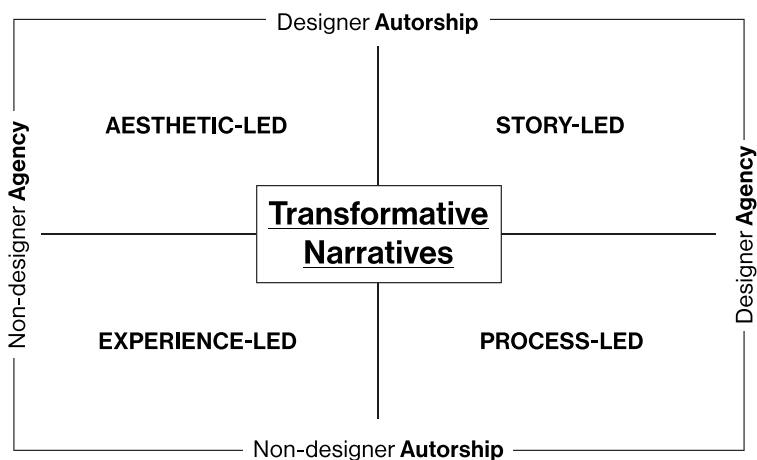 Designer Autorship
AESTHETIC-LED
STORY-LED
Non-designer Agency
Transformative
Narratives
Designer Agency
EXPERIENCE-LED
PROCESS-LED
Non-designer Autorship